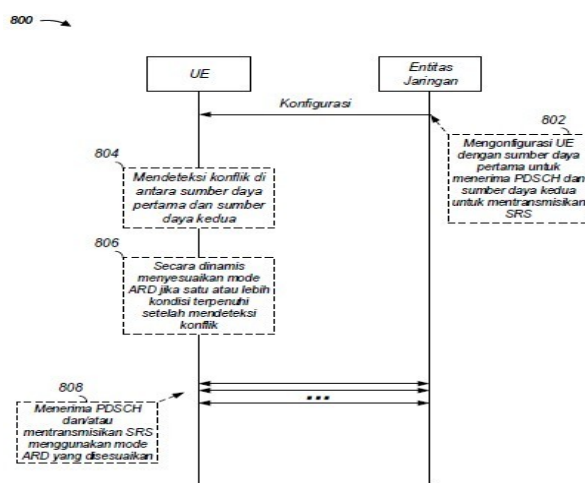 800
UE
Entitas
Jaringan
Konfigurasi
802
Mengonfigurasi UE
dengan sumber daya
pertama untuk
menerima PDSCH dan
sumber daya kedua
untuk mentransmisikan
SRS
804
Mendeteksi konflik di
antara sumber daya
pertama dan sumber
daya kedua
806
Secara dinamis
menyesuaikan mode
ARD jika satu atau lebih
kondisi terpenuhi
setelah mendeteksi
konflik
...
808
Menerima PDSCH
dan/atau
mentransmisikan SRS
menggunakan mode
ARD yang disesuaikan